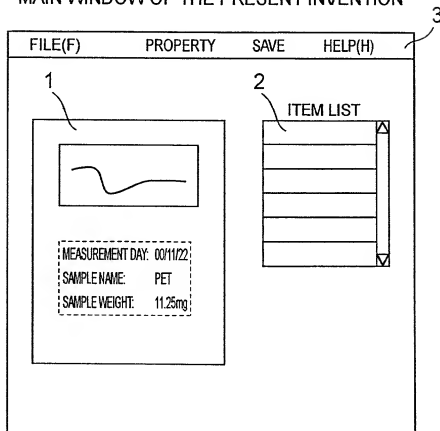 MAIN WINDOW OF THE PRESENT INVENTION
3
FILE(F) PROPERTY SAVE HELP(H)
1 2
ITEM LIST
MEASUREMENT DAY: 00/11/22
SAMPLE NAME: PET
SAMPLE WEIGHT: 11.25mg